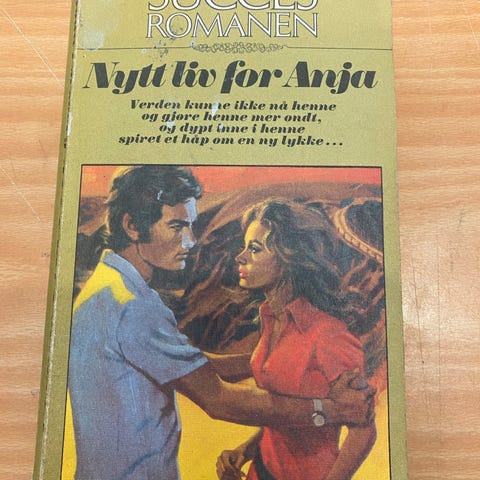 SUCCES
ROMANEN
Nytt liv for Anja
Verden kunne ikke nå henne
og gjøre henne mer ondt,
og dypt inne i henne
spiret et håp om en ny lykke...